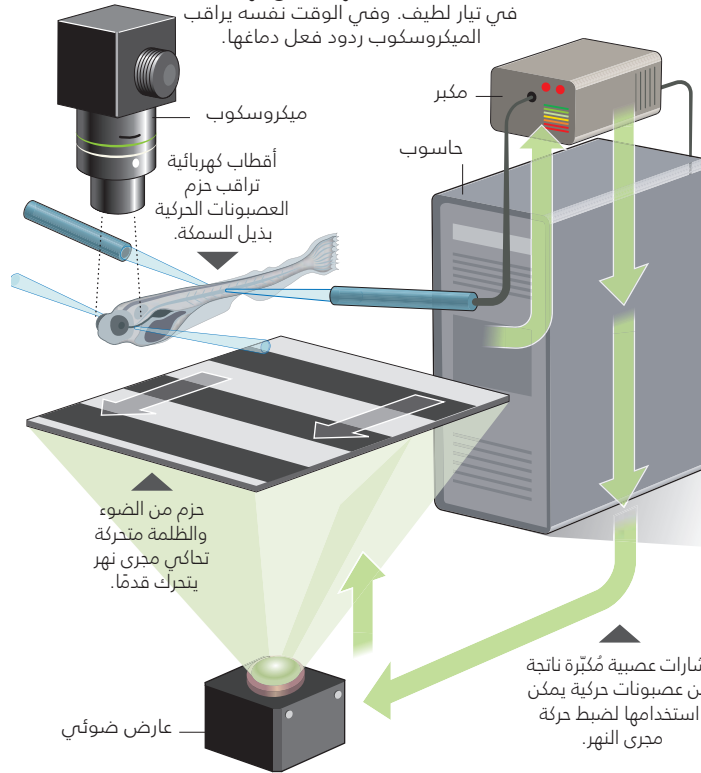 في تيار لطيف. وفي الوقت نفسه يراقب
الميكروسكوب ردود فعل دماغها.
مكبر
ميكروسكوب
حاسوب
أقطاب كهربائية
تراقب حزم
العصبونات الحركية
بذيل السمكة.
حزم من الضوء
والظلمة متحركة
تحاكي مجرى نهر
يتحرك قدمًا.
عصبية مُكبّرة ناتجة
عصبونات حركية يمكن
استخدامها لضبط حركة
مجرى النهر.
عارض ضوئي